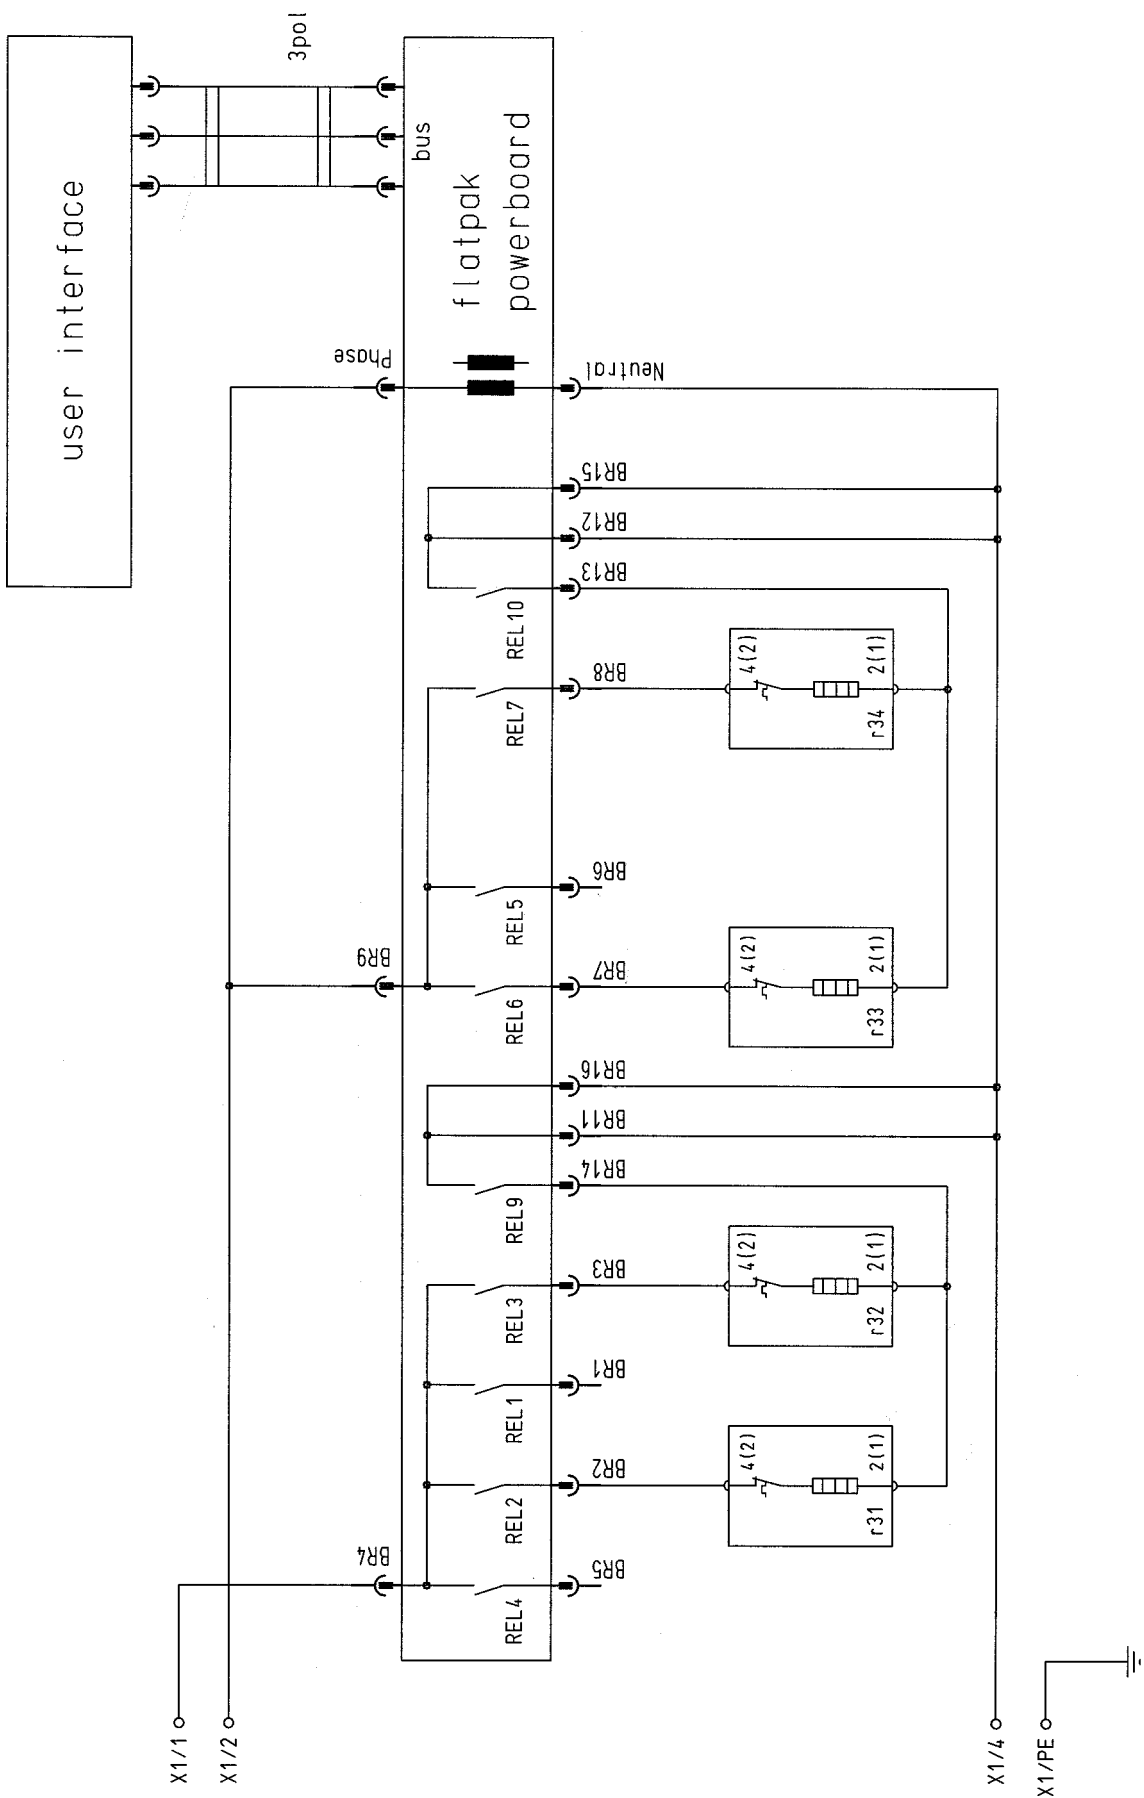 user interface
3pol
bus
flatpak
powerboard
Phase
Neutral
BR15
BR12
BR13
REL10
BR8
REL7
4(2)
2(1)
r34
BR6
REL5
BR9
BR7
REL6
4(2)
2(1)
r33
BR16
BR11
BR14
REL9
BR3
REL3
4(2)
2(1)
r32
BR1
REL1
BR2
REL2
4(2)
2(1)
r31
BR4
BR5
REL4
X1/1
X1/2
X1/4
X1/PE